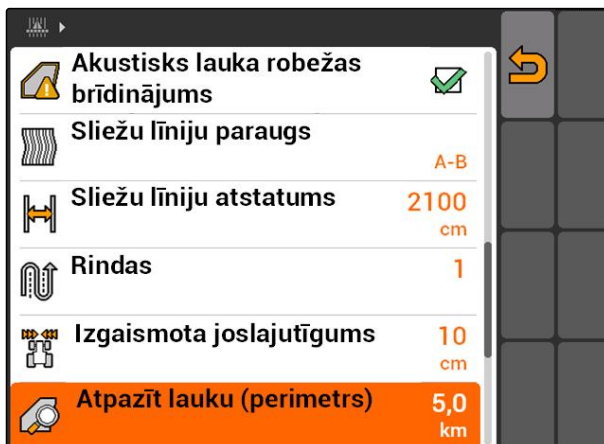 Akustisks lauka robežas
brīdinājums
Sliežu līniju paraugs
A-B
Sliežu līniju atstatums
2100
cm
Rindas
1
Izgaismota joslajutīgums
10
cm
Atpazīt lauku (perimetrs)
5,0
km